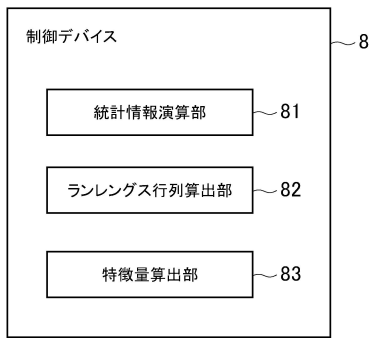 制御デバイス
8
統計情報演算部
81
ランレングス行列算出部
82
特徴量算出部
83